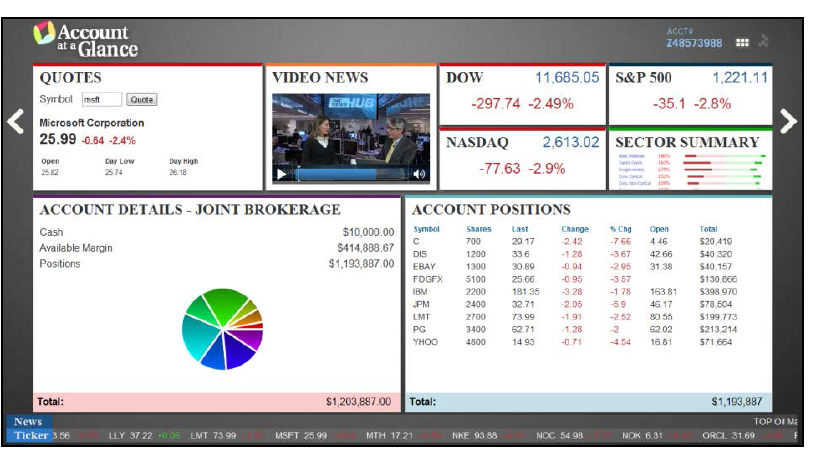 Account
at a Glance
ACCT#
Z48573988
QUOTES
Symbol msft Quote
Microsoft Corporation
25.99 -0.64 -2.4%
Open Day Low Day High
25.82 25.74 26.18
VIDEO NEWS
HUB
DOW 11,685.05
-297.74 -2.49%
S&P 500 1,221.11
-35.1 -2.8%
NASDAQ 2,613.02
-77.63 -2.9%
SECTOR SUMMARY
ACCOUNT DETAILS - JOINT BROKERAGE
Cash $10,000.00
Available Margin $414,888.67
Positions $1,193,887.00
Total: $1,203,887.00
ACCOUNT POSITIONS
Symbol Shares Last Change % Chg Open Total
C 700 29.17 -2.42 -7.66 4.46 $20,419
DIS 1200 33.6 -1.28 -3.67 42.66 $40,320
EBAY 1300 30.89 -0.94 -2.95 31.38 $40,157
FDGFX 5100 25.66 -0.95 -3.57 $130,866
IBM 2200 181.35 -3.28 -1.78 163.81 $398,970
JPM 2400 32.71 -2.05 -5.9 46.17 $78,504
LMT 2700 73.99 -1.91 -2.52 80.55 $199,773
PG 3400 62.71 -1.28 -2 62.02 $213,214
YHOO 4800 14.93 -0.71 -4.54 16.81 $71,664
Total: $1,193,887
News TOP Of Ma
Ticker 3.56 LLY 37.22 +0.06 LMT 73.99 MSFT 25.99 MTH 17.21 NKE 93.88 NOC 54.98 NOK 6.31 ORCL 31.69